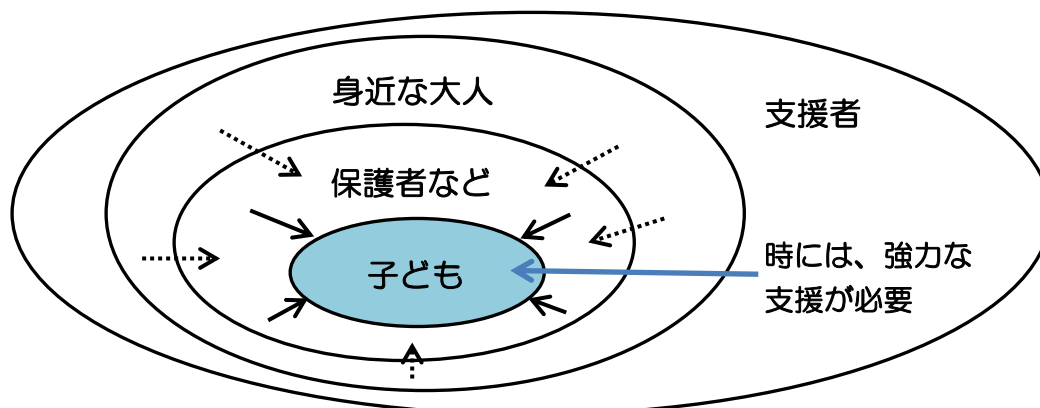 身近な大人
支援者
保護者など
時には、強力な
支援が必要
子ども